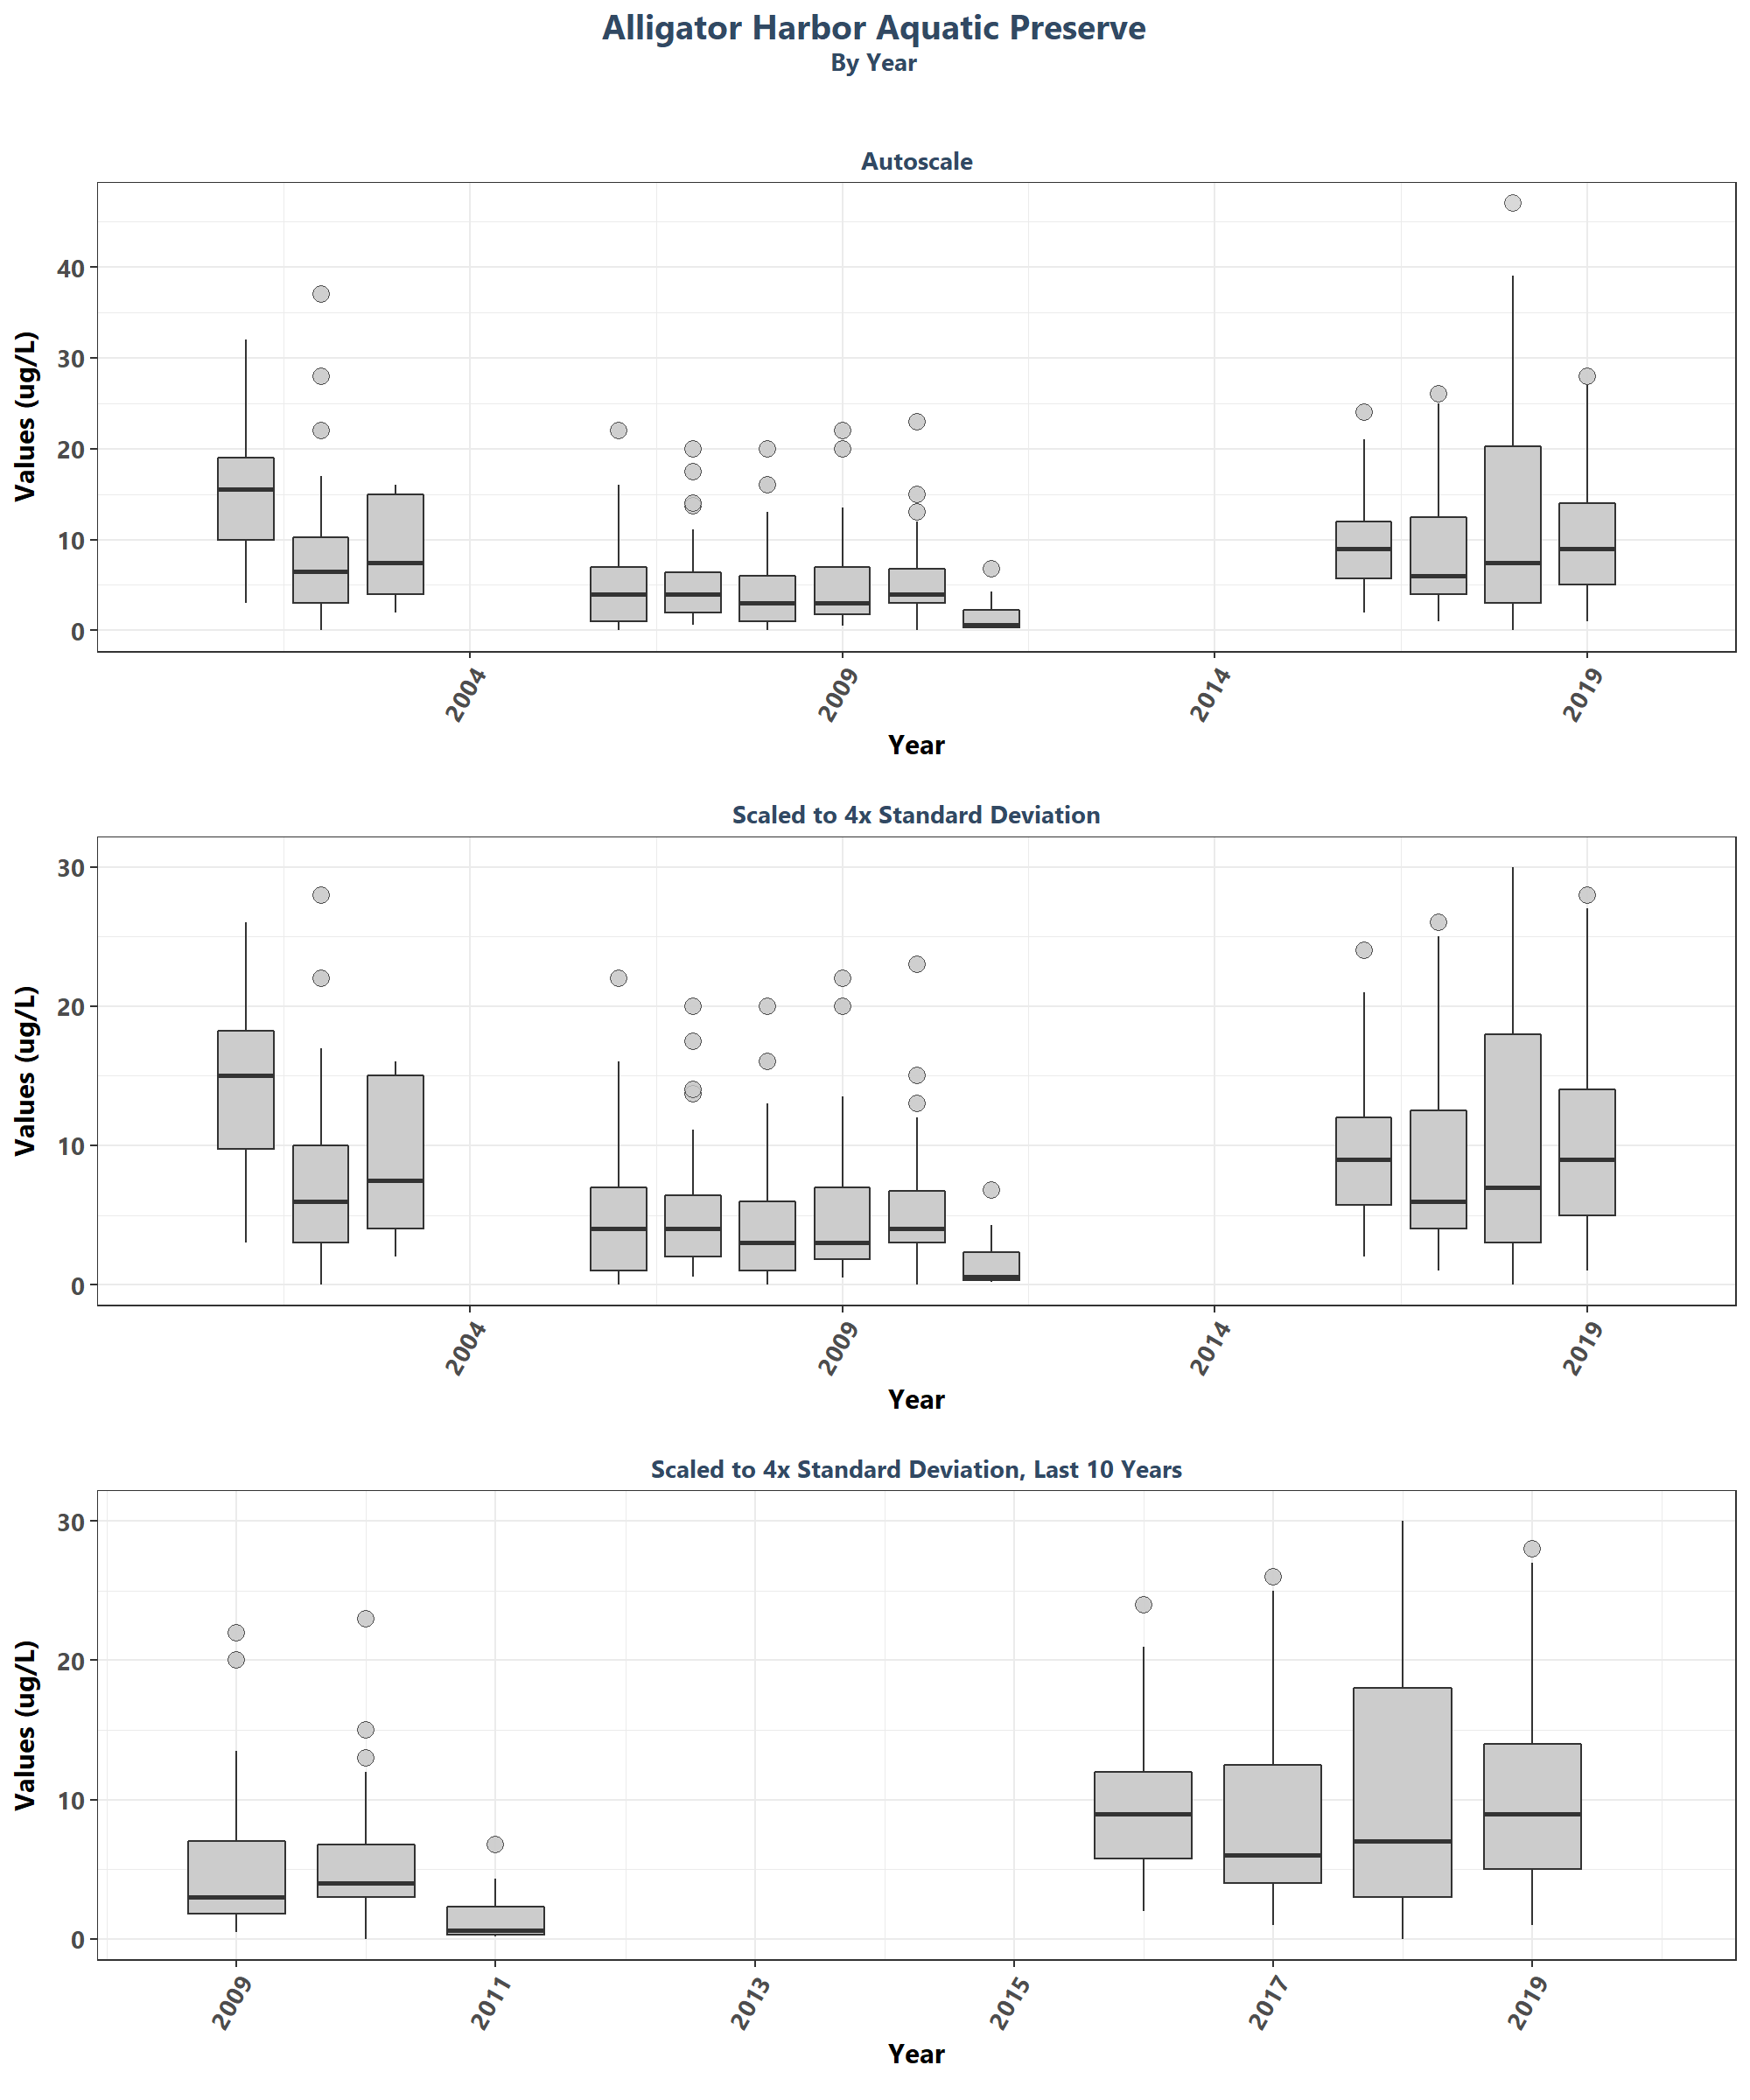 Alligator Harbor Aquatic Preserve
By Year
Autoscale
Values (ug/L)
40
30
20
10
0
2004
2009
2014
2019
Year
Scaled to 4x Standard Deviation
Values (ug/L)
30
20
10
0
2004
2009
2014
2019
Year
Scaled to 4x Standard Deviation, Last 10 Years
Values (ug/L)
30
20
10
0
2009
2011
2013
2015
2017
2019
Year